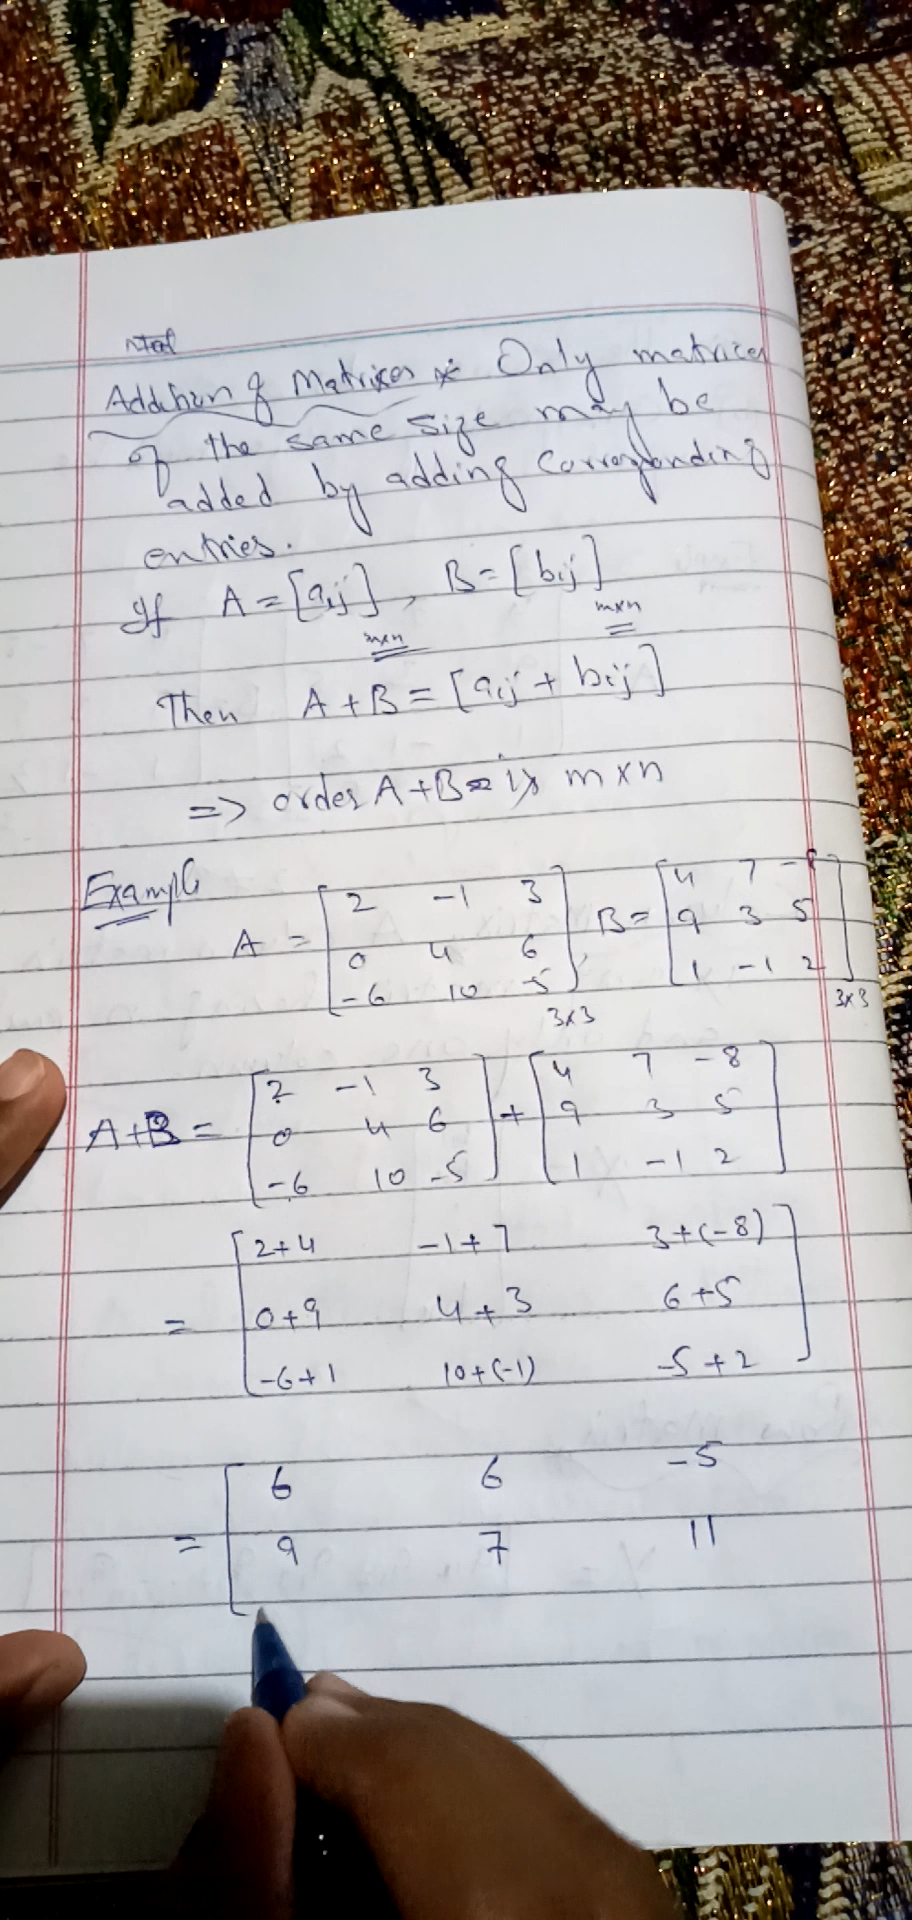 Addition of Matrices * Only matrices
of the same size may be
added by adding corresponding
entries.
If A = [aij] m×n , B = [bij] m×n
Then A + B = [aij + bij]
=> order A + B is m×n
Example
A = [ 2 -1 3 , B = [ 4 7 -8
0 4 6 9 3 5
-6 10 -5 ] 3×3 1 -1 2 ] 3×3
A+B = [ 2 -1 3 + [ 4 7 -8
0 4 6 9 3 5
-6 10 -5 ] 1 -1 2 ]
= [ 2+4 -1+7 3+(-8)
0+9 4+3 6+5
-6+1 10+(-1) -5+2 ]
= [ 6 6 -5
9 7 11